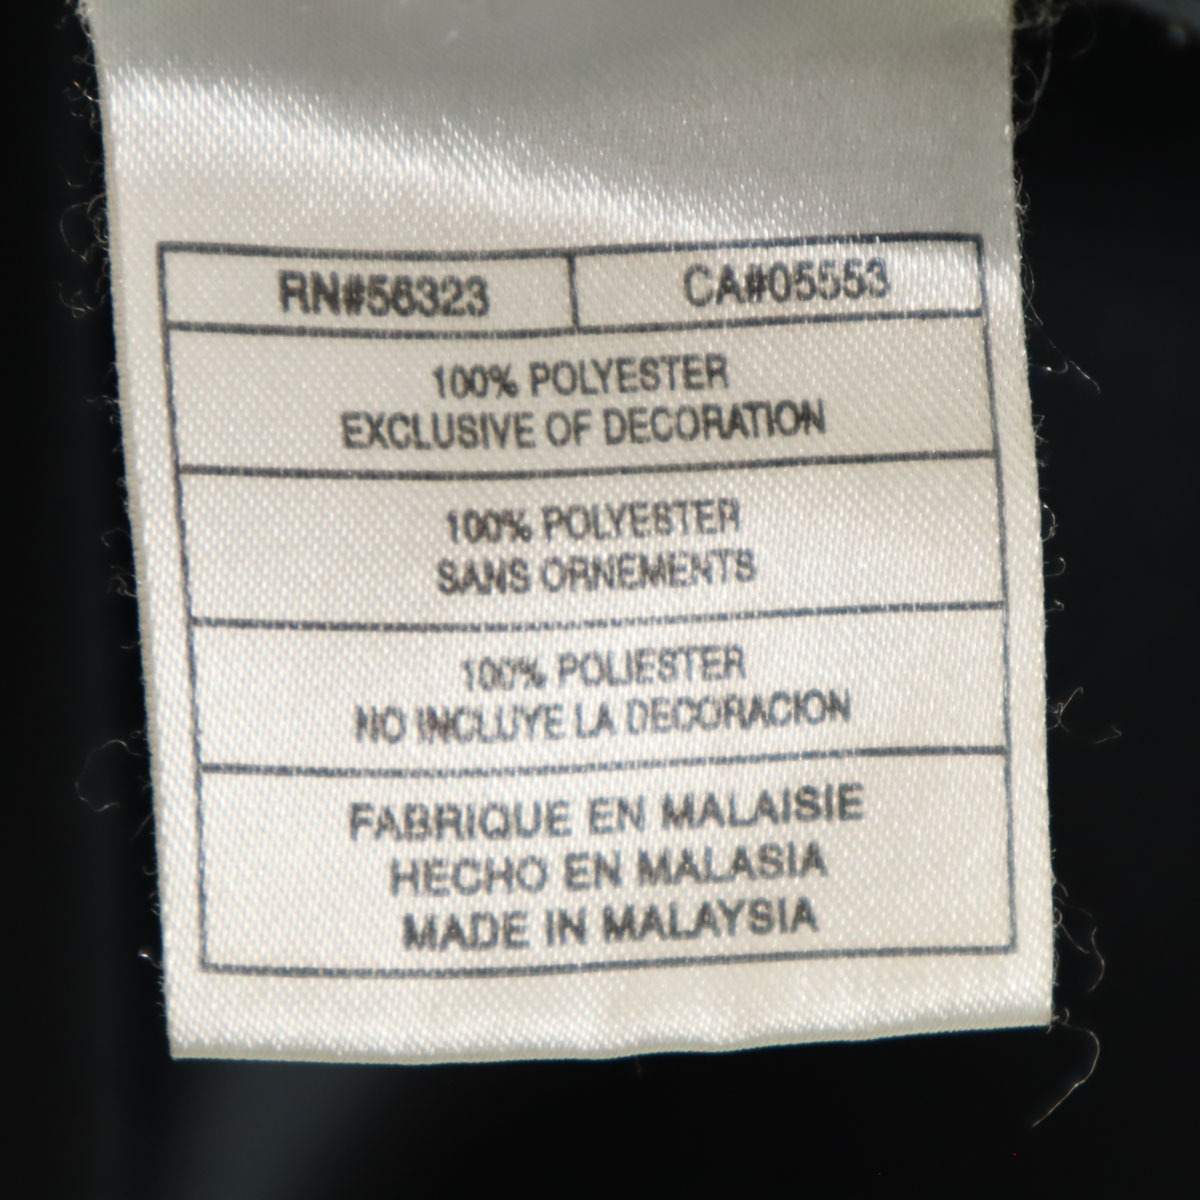 RN#56323 CA#05553
100% POLYESTER
EXCLUSIVE OF DECORATION
100% POLYESTER
SANS ORNEMENTS
100% POLIESTER
NO INCLUYE LA DECORACION
FABRIQUE EN MALAISIE
HECHO EN MALASIA
MADE IN MALAYSIA